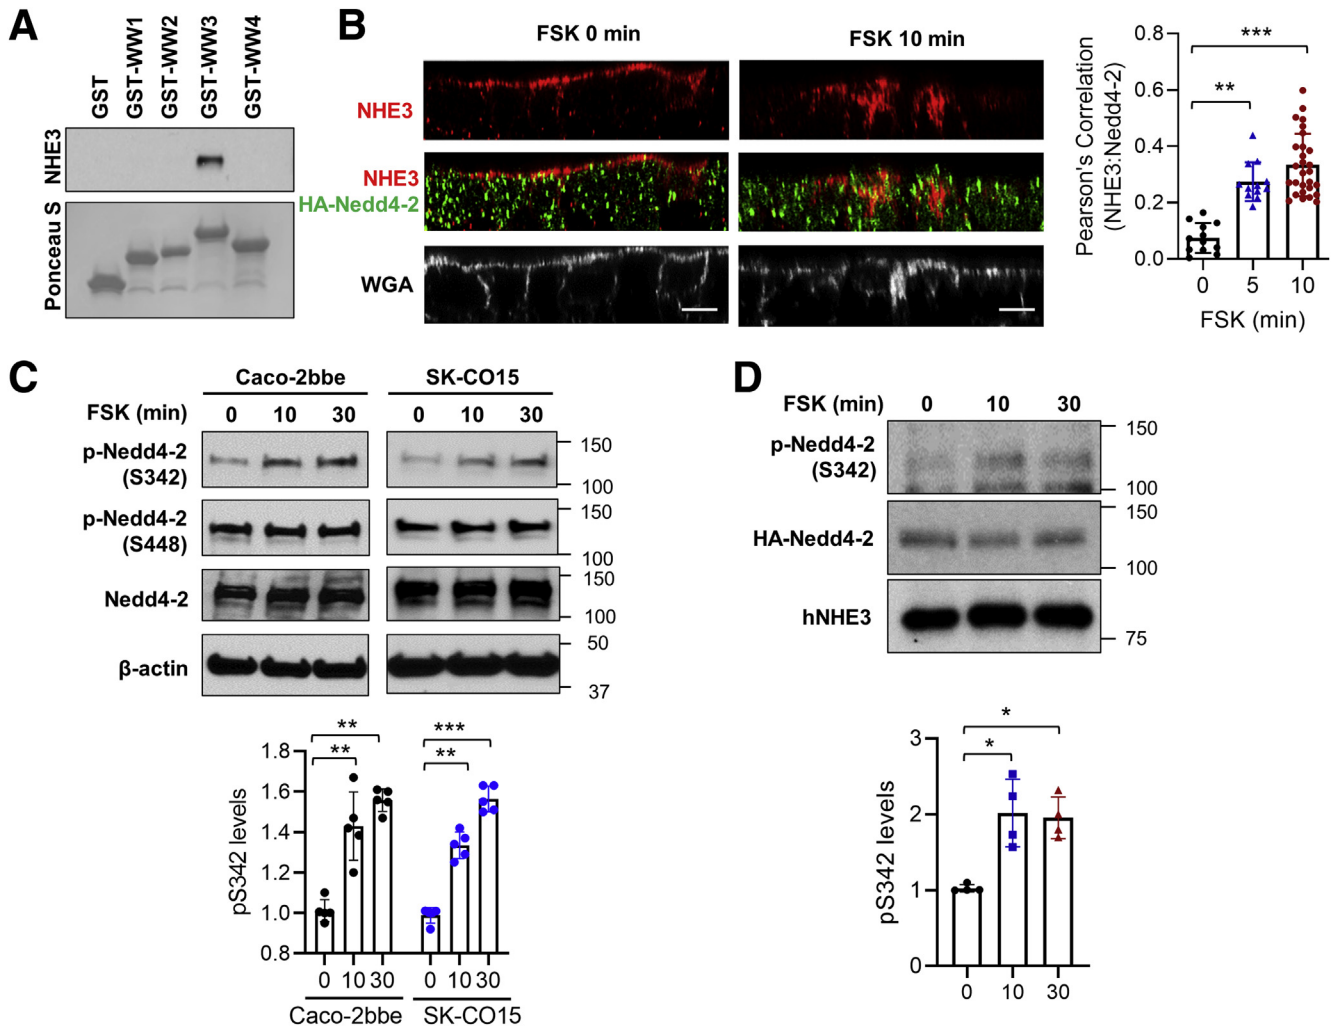 A
GST
GST-WW1
GST-WW2
GST-WW3
GST-WW4
NHE3
Ponceau S
B
FSK 0 min
FSK 10 min
NHE3
NHE3
HA-Nedd4-2
WGA
Pearson's Correlation
(NHE3:Nedd4-2)
0.8
0.6
0.4
0.2
0.0
***
**
0 5 10
FSK (min)
C
Caco-2bbe SK-CO15
FSK (min) 0 10 30 0 10 30
p-Nedd4-2
(S342)
150
100
p-Nedd4-2
(S448)
150
100
Nedd4-2
150
100
β-actin
50
37
pS342 levels
1.8
1.6
1.4
1.2
1.0
0.8
**
**
***
**
0 10 30 0 10 30
Caco-2bbe SK-CO15
D
FSK (min) 0 10 30
p-Nedd4-2
(S342)
150
100
HA-Nedd4-2
150
100
hNHE3
75
pS342 levels
3
2
1
0
*
*
0 10 30